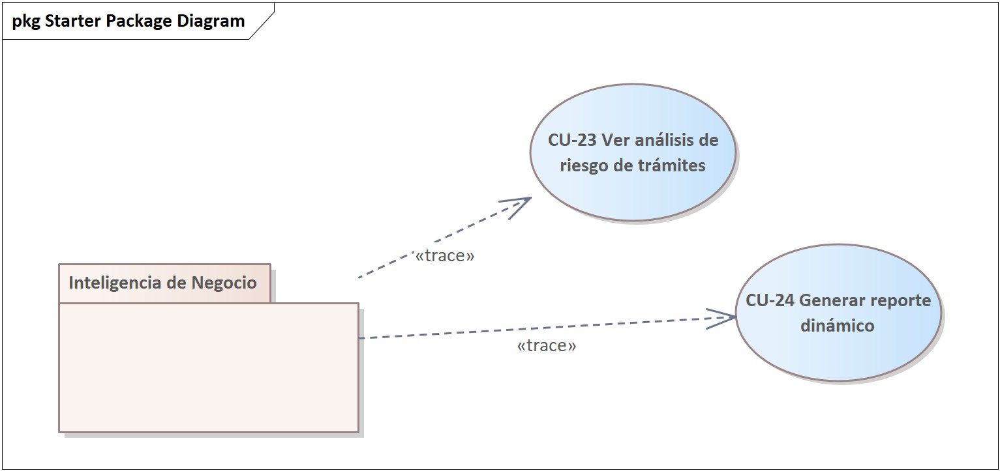 pkg Starter Package Diagram
CU-23 Ver análisis de
riesgo de trámites
«trace»
Inteligencia de Negocio
CU-24 Generar reporte
dinámico
«trace»